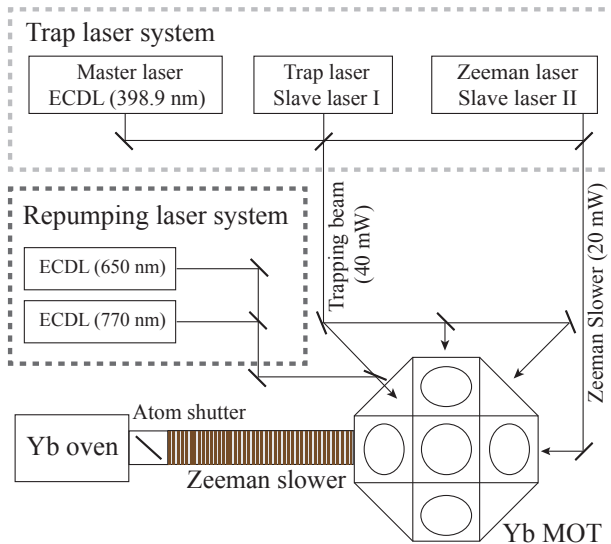 Trap laser system
Master laser
ECDL (398.9 nm)
Trap laser
Slave laser I
Zeeman laser
Slave laser II
Repumping laser system
ECDL (650 nm)
ECDL (770 nm)
Trapping beam
(40 mW)
Zeeman Slower (20 mW)
Atom shutter
Yb oven
Zeeman slower
Yb MOT